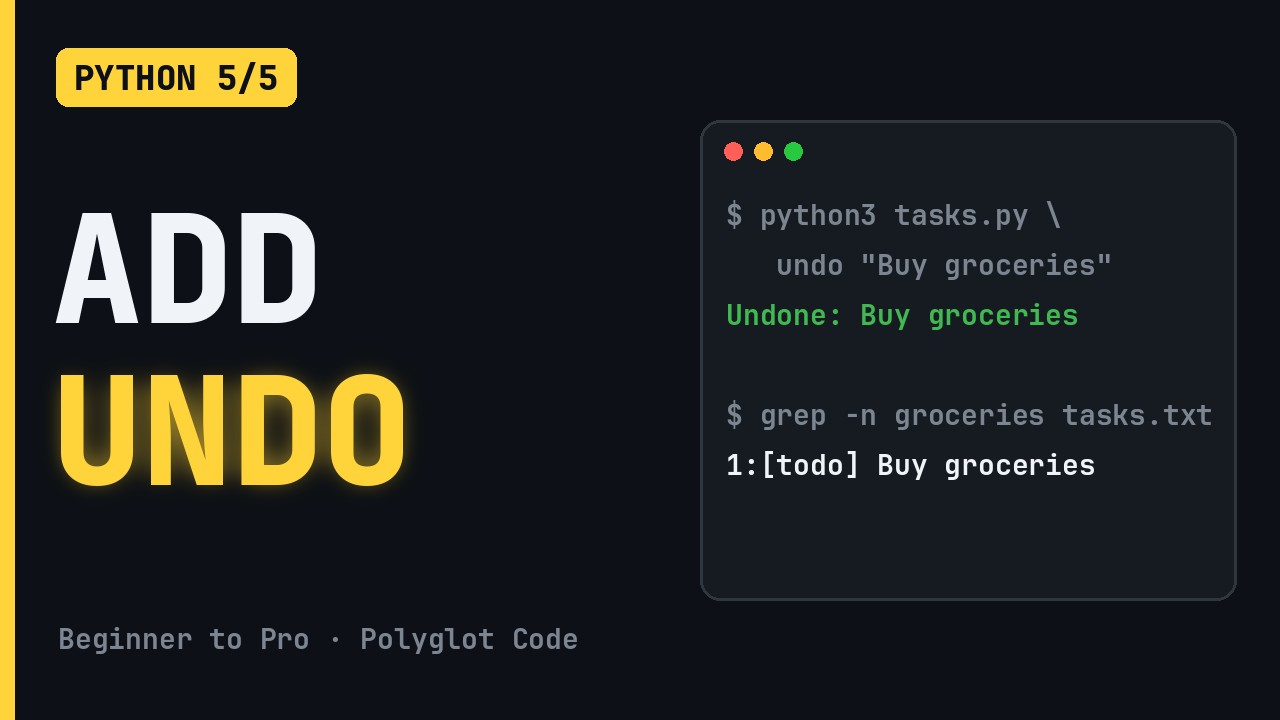 PYTHON 5/5
ADD
UNDO
$ python3 tasks.py \
undo "Buy groceries"
Undone: Buy groceries
$ grep -n groceries tasks.txt
1:[todo] Buy groceries
Beginner to Pro · Polyglot Code